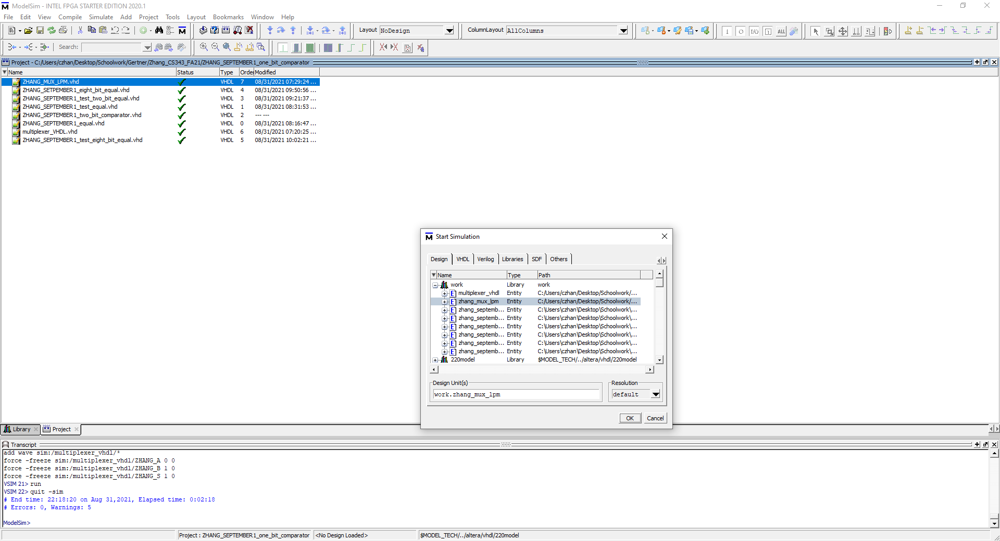 ModelSim - INTEL FPGA STARTER EDITION 2020.1
File Edit View Compile Simulate Add Project Tools Layout Bookmarks Window Help
Layout NoDesign ColumnLayout AllColumns
Search:
Project - C:/Users/czhan/Desktop/Schoolwork/Gertner/Zhang_CS343_FA21/ZHANG_SEPTEMBER1_one_bit_comparator
Name Status Type Order Modified
ZHANG_MUX_LPM.vhd VHDL 7 08/31/2021 07:29:24 ...
ZHANG_SETPEMBER1_eight_bit_equal.vhd VHDL 4 08/31/2021 09:50:56 ...
ZHANG_SEPTEMBER1_test_two_bit_equal.vhd VHDL 3 08/31/2021 09:21:37 ...
ZHANG_SEPTEMBER1_test_equal.vhd VHDL 1 08/31/2021 08:31:53 ...
ZHANG_SEPTEMBER1_two_bit_comparator.vhd VHDL 2 --- ---
ZHANG_SEPTEMBER1_equal.vhd VHDL 0 08/31/2021 08:16:47 ...
multiplexer_VHDL.vhd VHDL 6 08/31/2021 07:20:25 ...
ZHANG_SEPTEMBER1_test_eight_bit_equal.vhd VHDL 5 08/31/2021 10:02:21 ...
Start Simulation
Design VHDL Verilog Libraries SDF Others
Name Type Path
work Library work
multiplexer_vhdl Entity C:/Users/czhan/Desktop/Schoolwork/...
zhang_mux_lpm Entity C:/Users/czhan/Desktop/Schoolwork/...
zhang_septemb... Entity C:\Users\czhan\Desktop\Schoolwork\...
zhang_septemb... Entity C:\Users\czhan\Desktop\Schoolwork\...
zhang_septemb... Entity C:\Users\czhan\Desktop\Schoolwork\...
zhang_septemb... Entity C:\Users\czhan\Desktop\Schoolwork\...
zhang_septemb... Entity C:\Users\czhan\Desktop\Schoolwork\...
zhang_septemb... Entity C:\Users\czhan\Desktop\Schoolwork\...
220model Library $MODEL_TECH/../altera/vhdl/220model
Design Unit(s) Resolution
work.zhang_mux_lpm default
OK Cancel
Library Project
Transcript
add wave sim:/multiplexer_vhdl/*
force -freeze sim:/multiplexer_vhdl/ZHANG_A 0 0
force -freeze sim:/multiplexer_vhdl/ZHANG_B 1 0
force -freeze sim:/multiplexer_vhdl/ZHANG_S 1 0
VSIM 21> run
VSIM 22> quit -sim
# End time: 22:18:20 on Aug 31,2021, Elapsed time: 0:02:18
# Errors: 0, Warnings: 5
ModelSim>
Project : ZHANG_SEPTEMBER1_one_bit_comparator <No Design Loaded> $MODEL_TECH/../altera/vhdl/220model